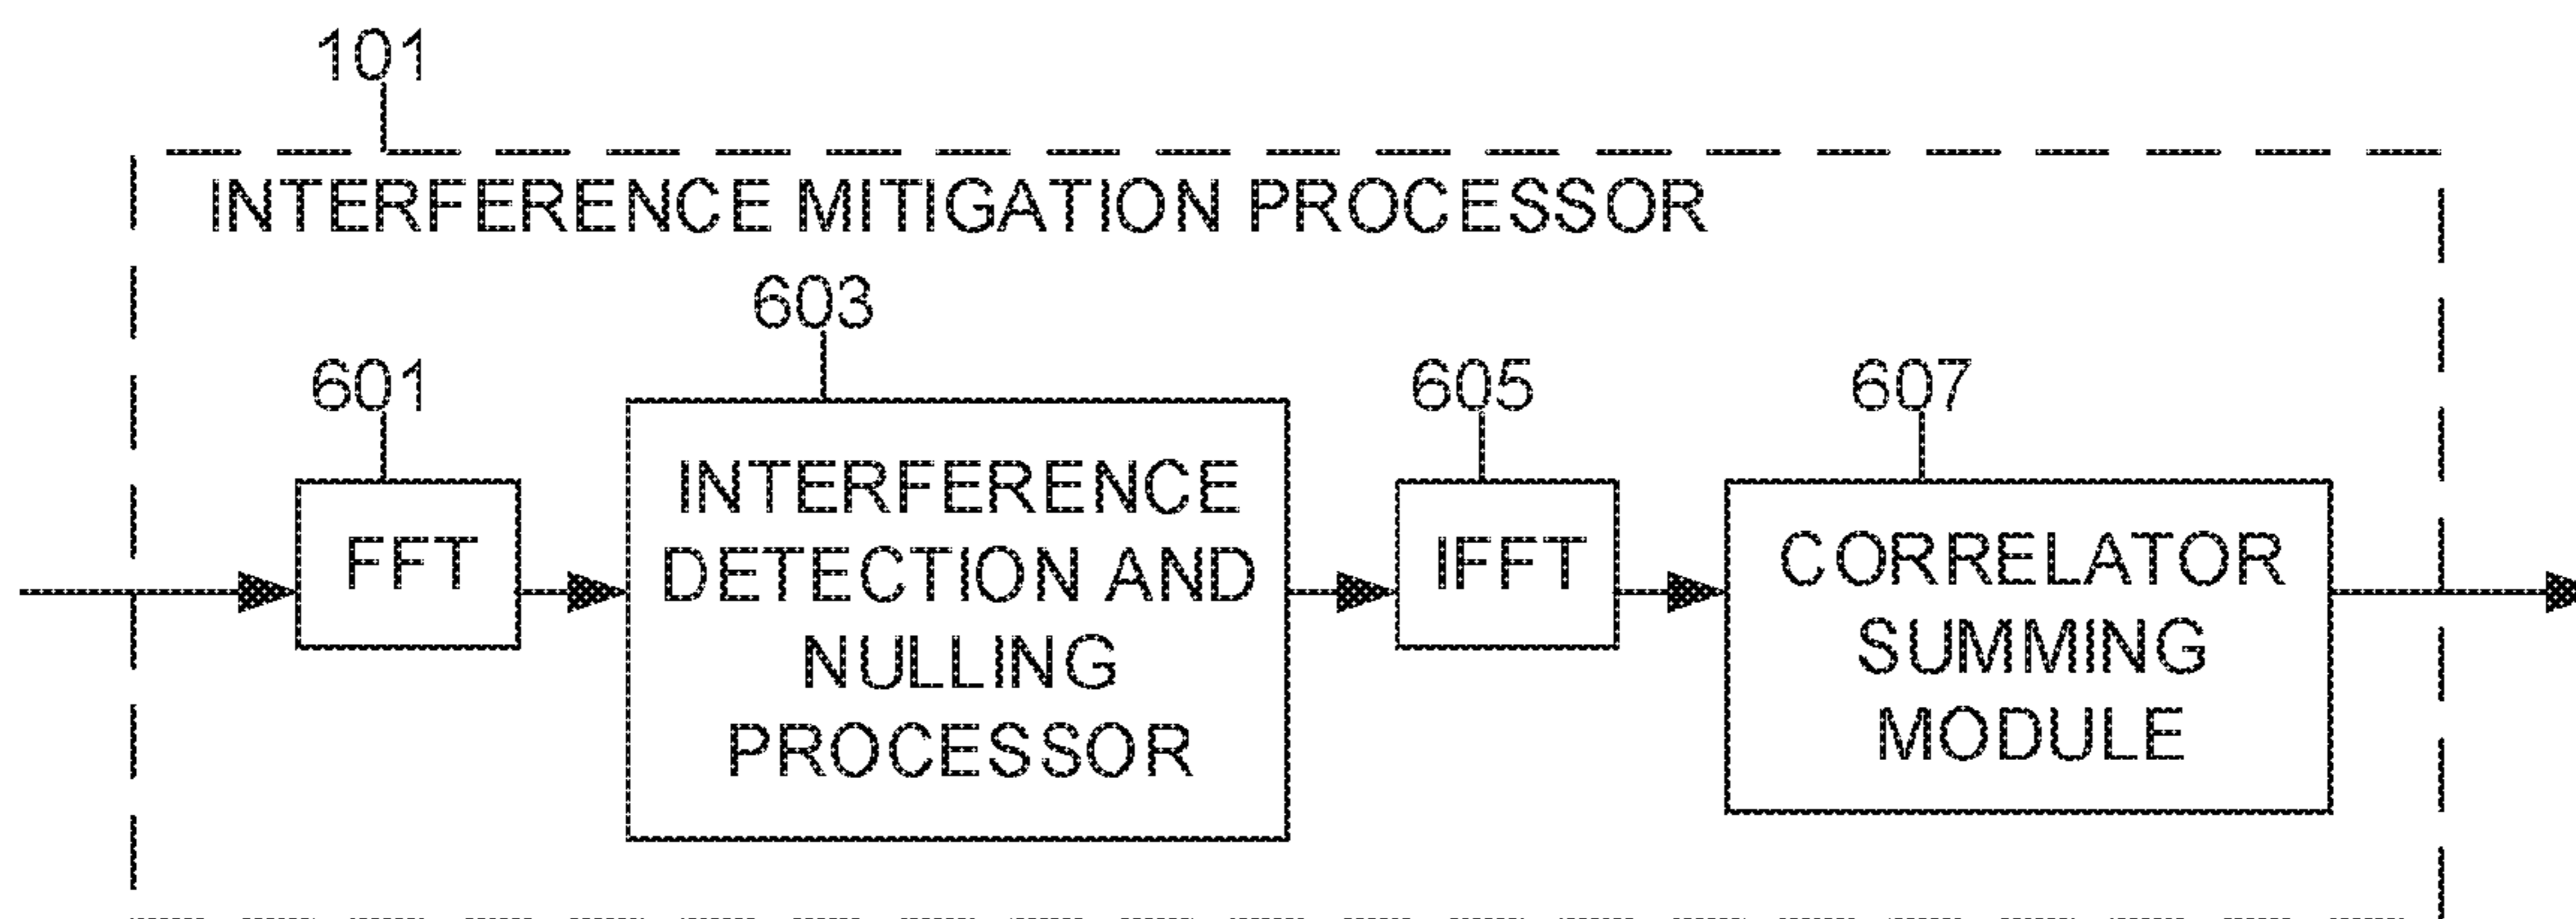 101
INTERFERENCE MITIGATION PROCESSOR
603
601
605
607
FFT
INTERFERENCE
DETECTION AND
NULLING
PROCESSOR
IFFT
CORRELATOR
SUMMING
MODULE